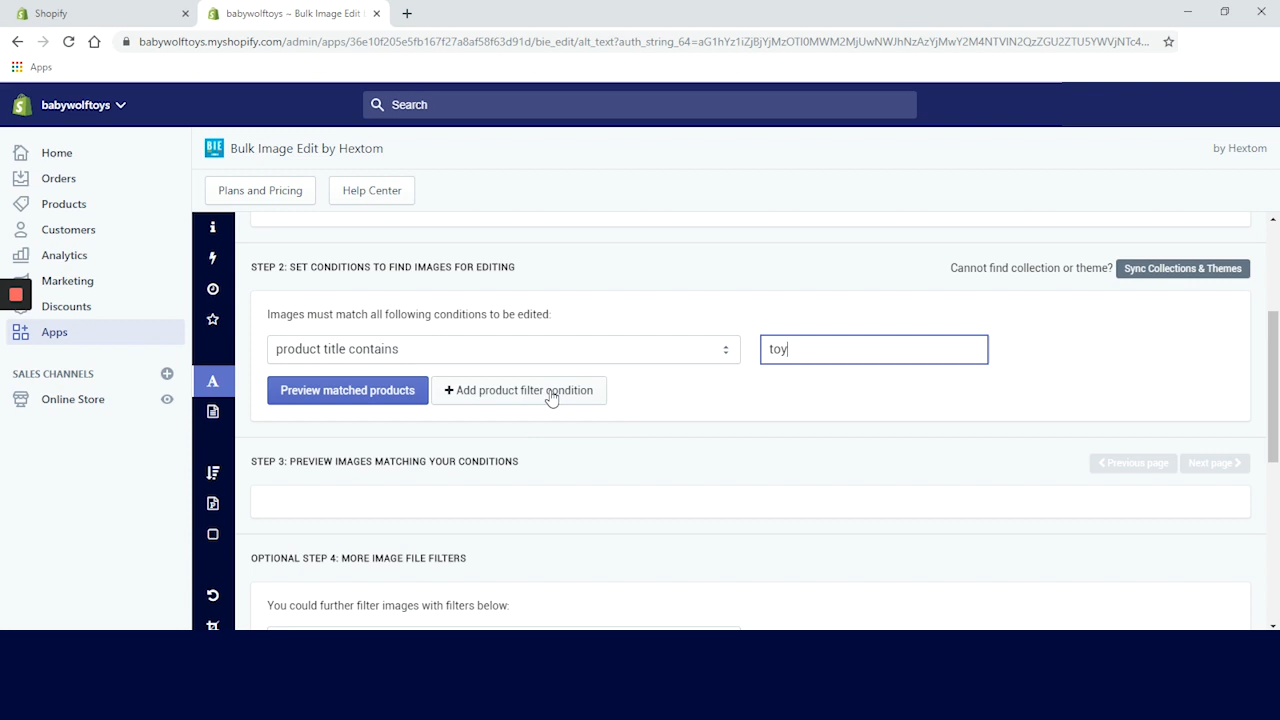 Shopify
babywolftoys ~ Bulk Image Edit
babywolftoys.myshopify.com/admin/apps/36e10f205e5fb167f27a8af58f63d91d/bie_edit/alt_text?auth_string_64=aG1hYz1iZjBjYjMzOTI0MWM2MjUwNWJhNzAzYjMwY2M4NTVIN2QzZGU2ZTU5YWVjNTc4...
Apps
babywolftoys
Search
Home
Orders
Products
Customers
Analytics
Marketing
Discounts
Apps
SALES CHANNELS
Online Store
BIE
Bulk Image Edit by Hextom
by Hextom
Plans and Pricing
Help Center
STEP 2: SET CONDITIONS TO FIND IMAGES FOR EDITING
Cannot find collection or theme? Sync Collections & Themes
Images must match all following conditions to be edited:
product title contains
toy
Preview matched products
+ Add product filter condition
STEP 3: PREVIEW IMAGES MATCHING YOUR CONDITIONS
Previous page
Next page
OPTIONAL STEP 4: MORE IMAGE FILE FILTERS
You could further filter images with filters below: